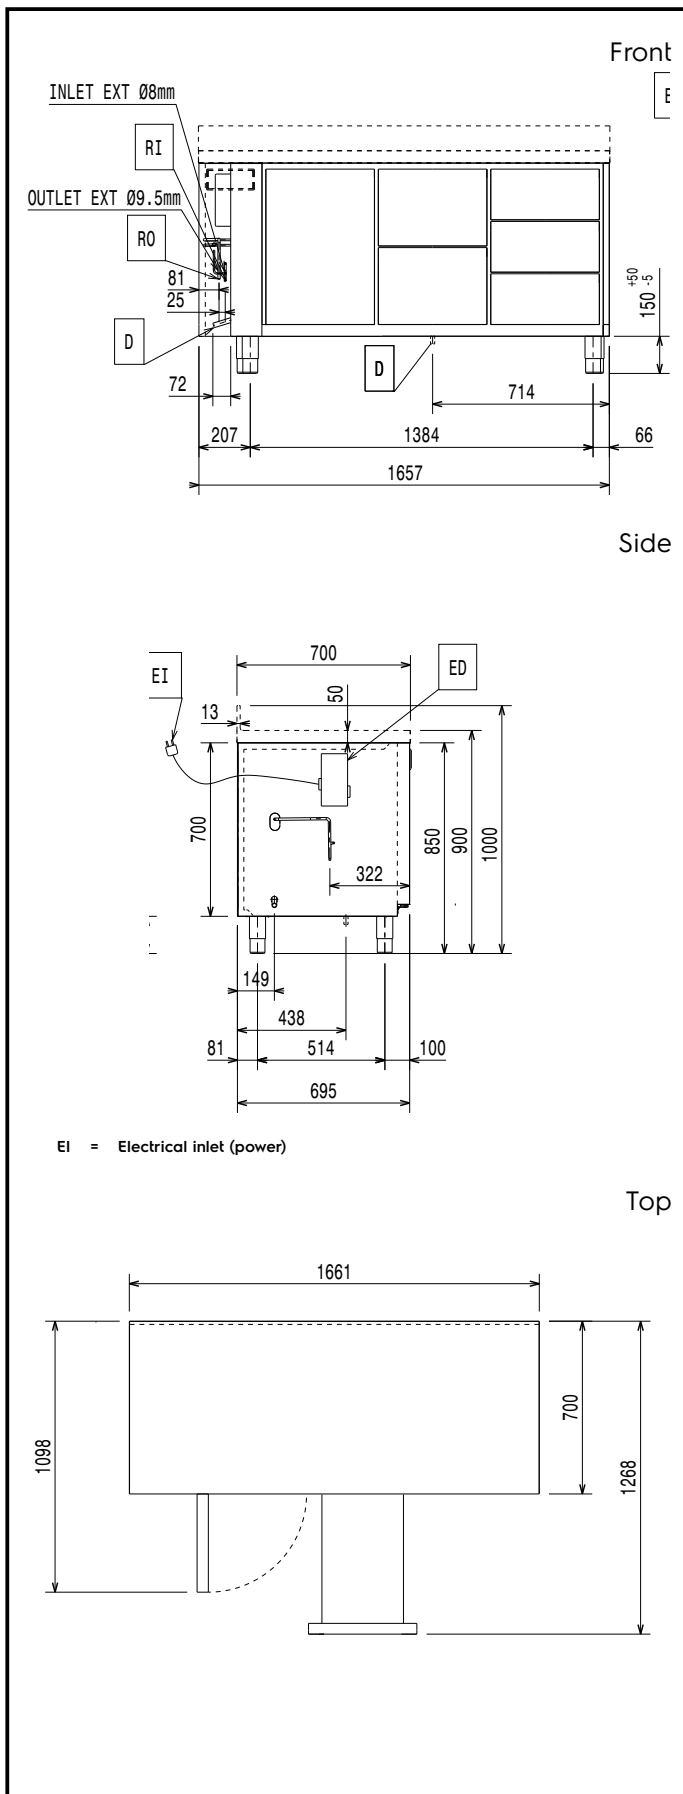 Front
INLET EXT Ø8mm
E
RI
OUTLET EXT Ø9.5mm
RO
81
25
+50
150 -5
D
D
72
714
207
1384
66
1657
Side
700
EI
ED
50
13
700
850
900
1000
322
149
438
81
514
100
695
EI = Electrical inlet (power)
Top
1661
1098
700
1268